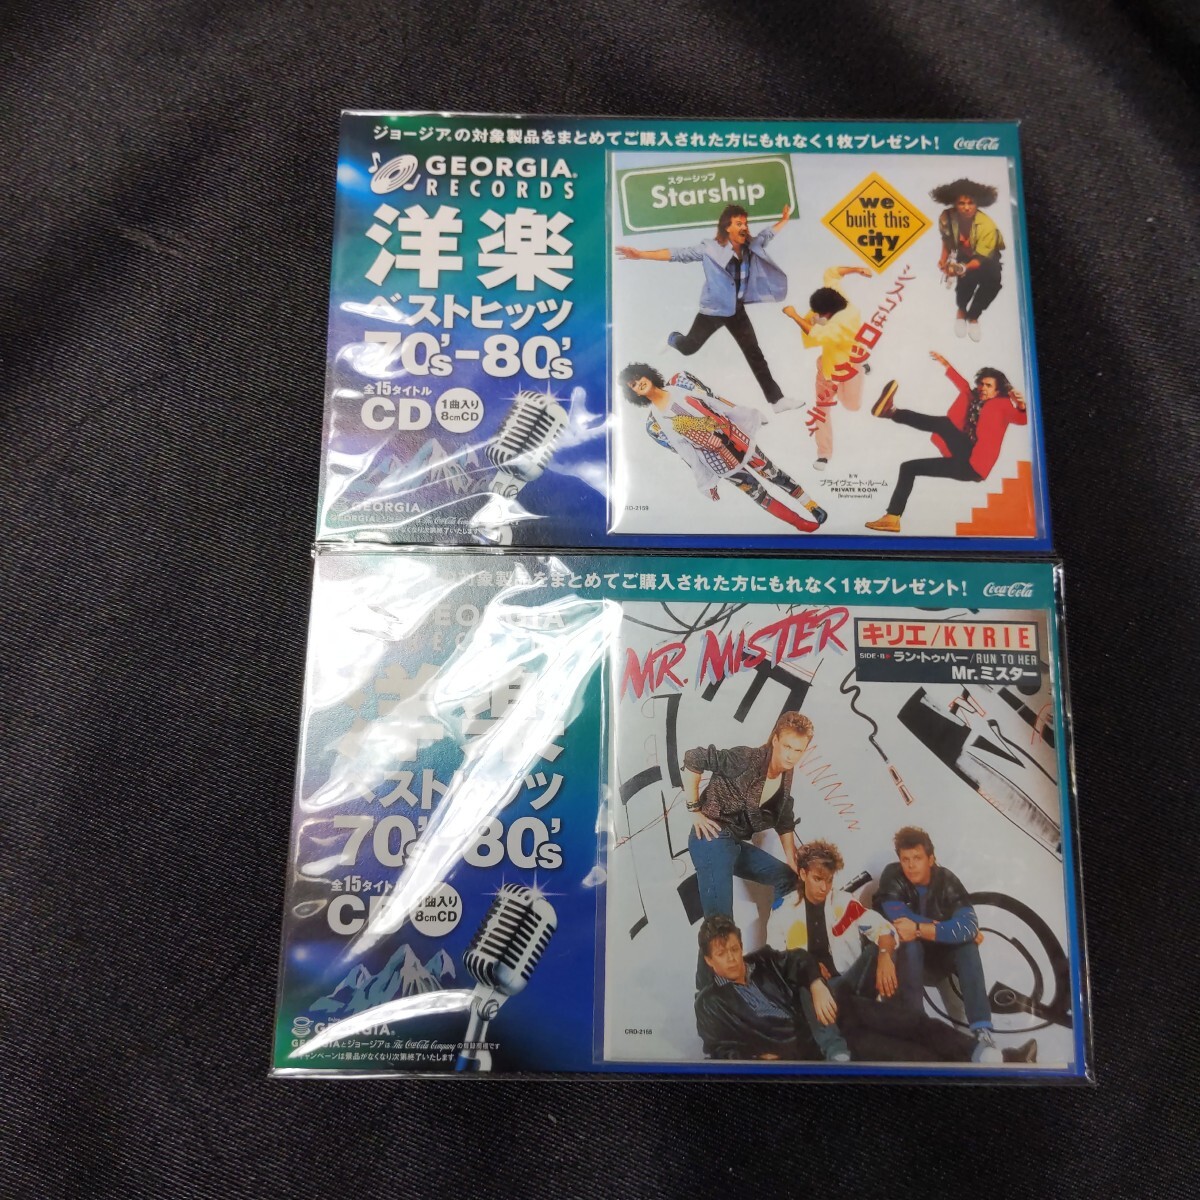 ジョージア®の対象製品をまとめてご購入された方にもれなく1枚プレゼント!
Coca-Cola
GEORGIA®
RECORDS
洋楽
ベストヒッツ
70's-80's
全15タイトル
CD
1曲入り
8cmCD
GEORGIA
スターシップ
Starship
we
built this
city
シスコはロック・シティ
プライヴェート・ルーム
PRIVATE ROOM
(Instrumental)
対象製品をまとめてご購入された方にもれなく1枚プレゼント!
Coca-Cola
GEORGIA
洋楽
ベストヒッツ
70's-80's
全15タイトル
CD
1曲入り
8cmCD
GEORGIA®
GEORGIAとジョージアは The Coca-Cola Company の登録商標です
キャンペーンは景品がなくなり次第終了いたします
MR. MISTER
キリエ/KYRIE
SIDE・B▶ラン・トゥ・ハー/RUN TO HER
Mr.ミスター